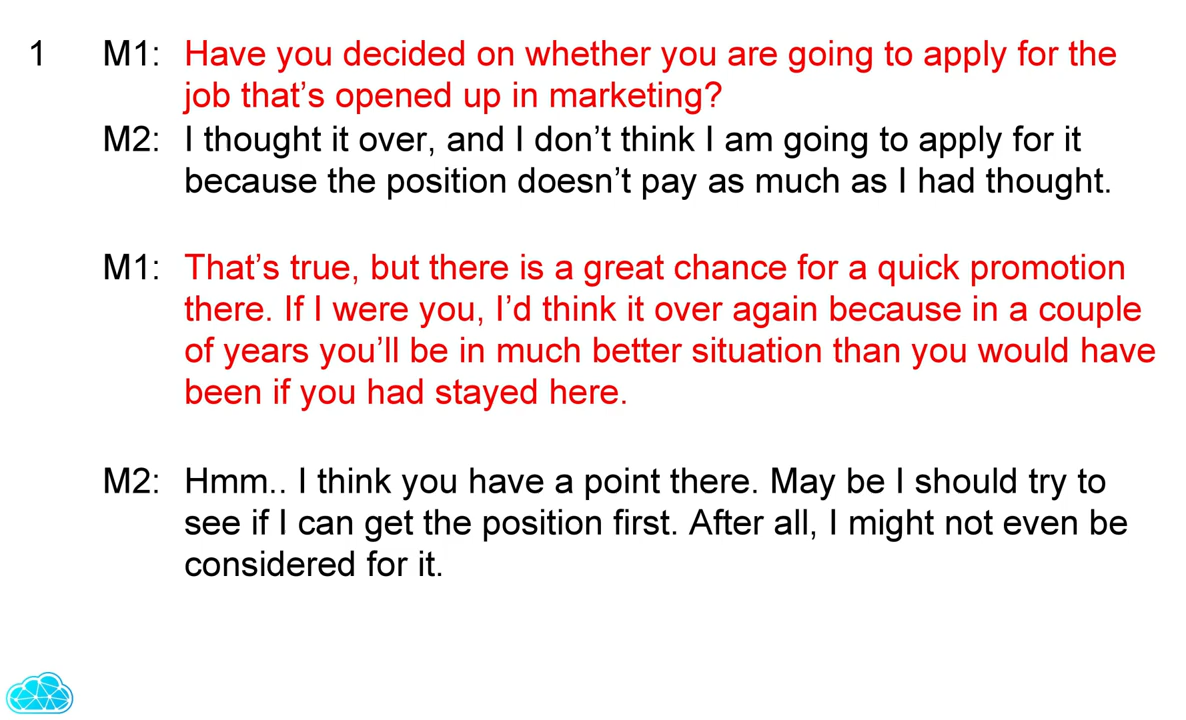 1 M1: Have you decided on whether you are going to apply for the
job that's opened up in marketing?
M2: I thought it over, and I don't think I am going to apply for it
because the position doesn't pay as much as I had thought.
M1: That's true, but there is a great chance for a quick promotion
there. If I were you, I'd think it over again because in a couple
of years you'll be in much better situation than you would have
been if you had stayed here.
M2: Hmm.. I think you have a point there. May be I should try to
see if I can get the position first. After all, I might not even be
considered for it.